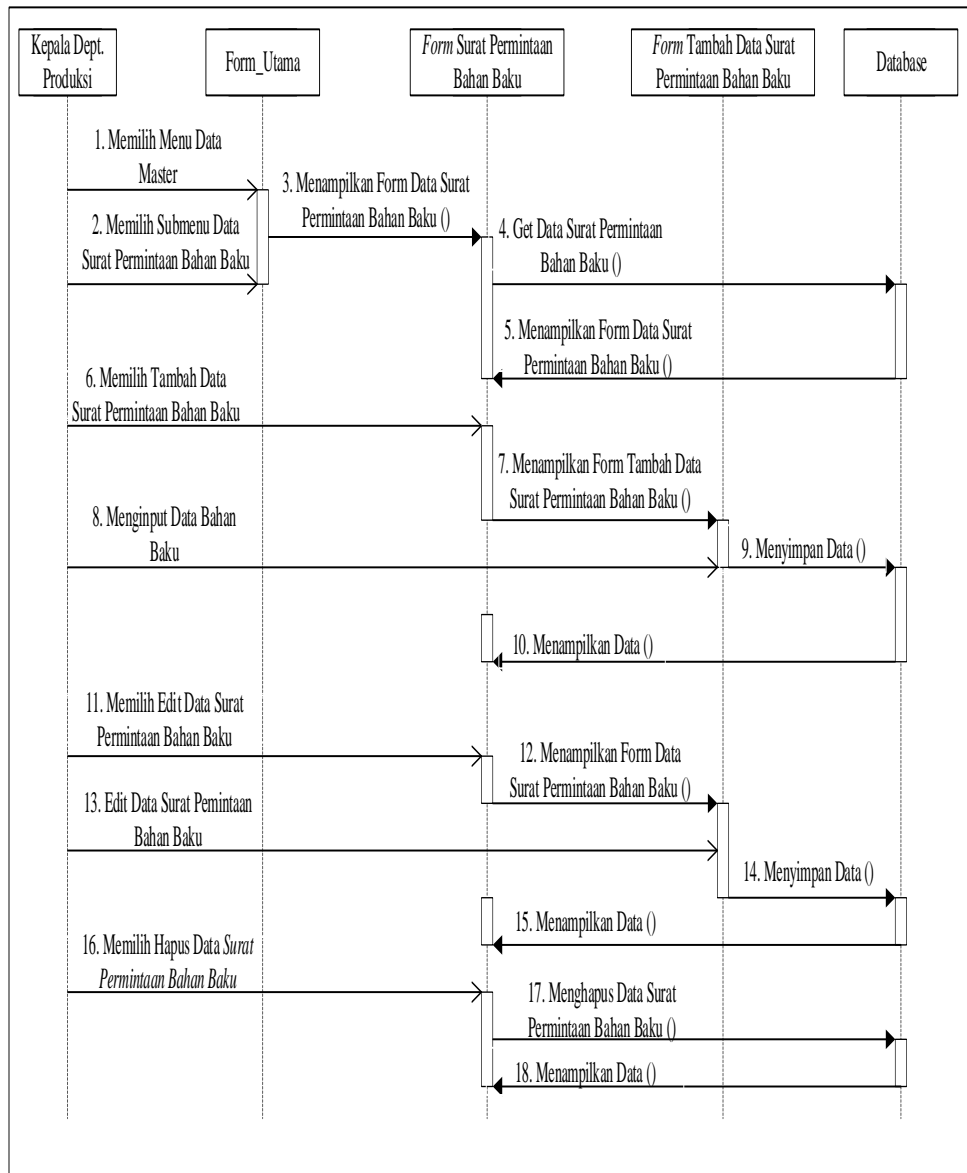 Kepala Dept.
Produksi
Form_Utama
Form Surat Permintaan
Bahan Baku
Form Tambah Data Surat
Permintaan Bahan Baku
Database
1. Memilih Menu Data
Master
2. Memilih Submenu Data
Surat Permintaan Bahan Baku
3. Menampilkan Form Data Surat
Permintaan Bahan Baku ()
4. Get Data Surat Permintaan
Bahan Baku ()
5. Menampilkan Form Data Surat
Permintaan Bahan Baku ()
6. Memilih Tambah Data
Surat Permintaan Bahan Baku
7. Menampilkan Form Tambah Data
Surat Permintaan Bahan Baku ()
8. Menginput Data Bahan
Baku
9. Menyimpan Data ()
10. Menampilkan Data ()
11. Memilih Edit Data Surat
Permintaan Bahan Baku
12. Menampilkan Form Data
Surat Permintaan Bahan Baku ()
13. Edit Data Surat Pemintaan
Bahan Baku
14. Menyimpan Data ()
15. Menampilkan Data ()
16. Memilih Hapus Data Surat
Permintaan Bahan Baku
17. Menghapus Data Surat
Permintaan Bahan Baku ()
18. Menampilkan Data ()